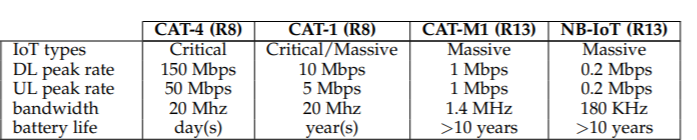 CAT-4 (R8) CAT-1 (R8) CAT-M1 (R13) NB-IoT (R13)
IoT types Critical Critical/Massive Massive Massive
DL peak rate 150 Mbps 10 Mbps 1 Mbps 0.2 Mbps
UL peak rate 50 Mbps 5 Mbps 1 Mbps 0.2 Mbps
bandwidth 20 Mhz 20 Mhz 1.4 MHz 180 KHz
battery life day(s) year(s) >10 years >10 years